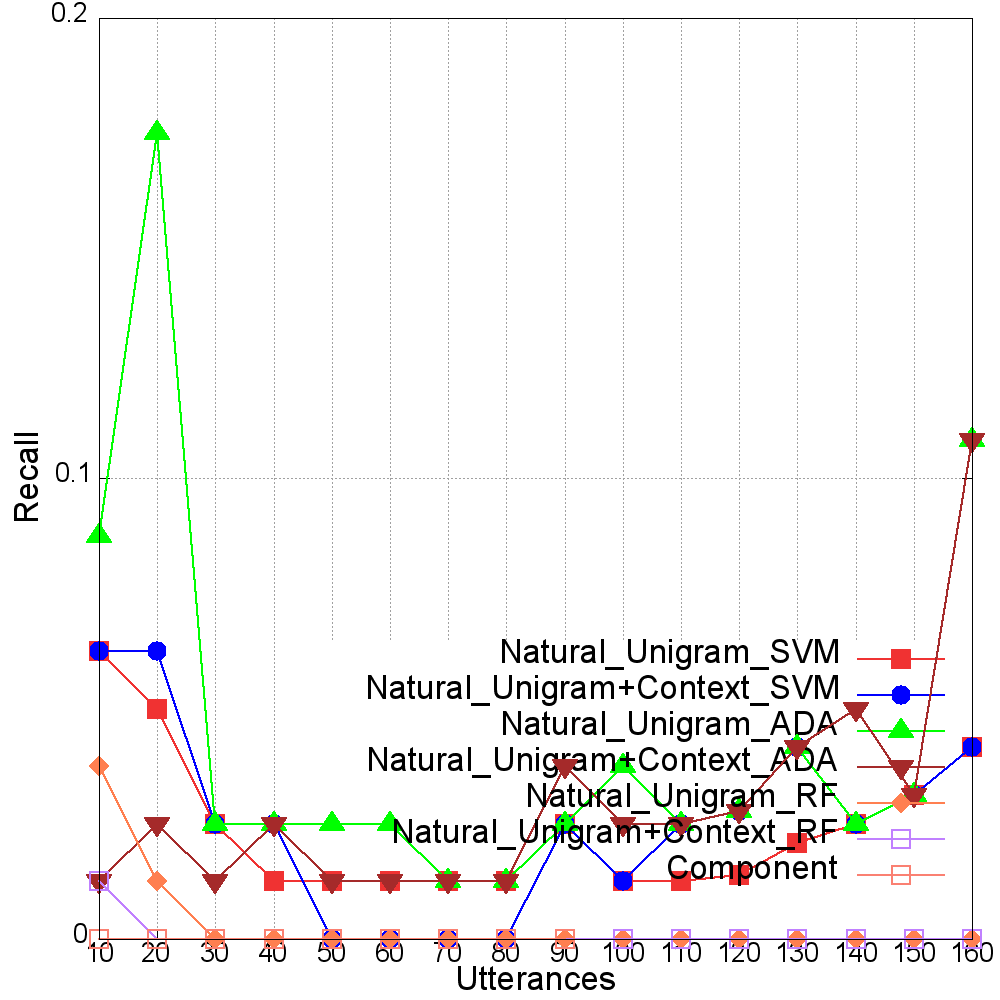 0.2
0.1
0
Recall
Natural_Unigram_SVM
Natural_Unigram+Context_SVM
Natural_Unigram_ADA
Natural_Unigram+Context_ADA
Natural_Unigram_RF
Natural_Unigram+Context_RF
Component
10 20 30 40 50 60 70 80 90 100 110 120 130 140 150 160
Utterances